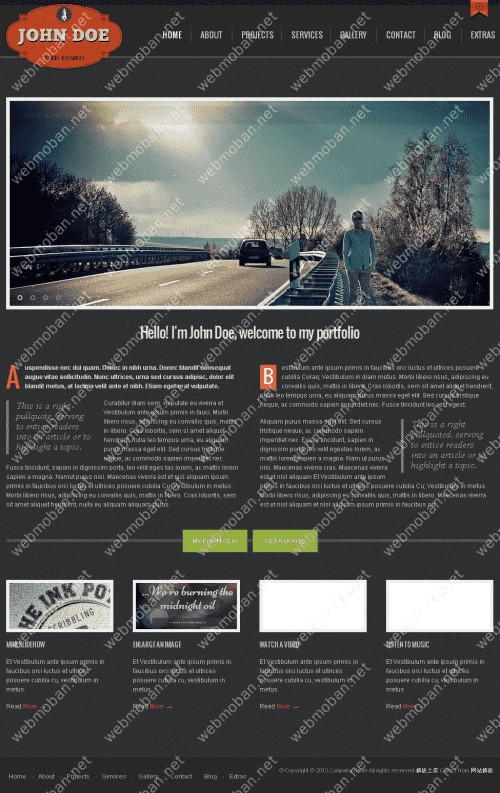 JOHN DOE
HOME ABOUT PROJECTS SERVICES GALLERY CONTACT BLOG EXTRAS
Hello! I'm John Doe, welcome to my portfolio
A uspendisse nec dui quam. Donec in nibh urna. Donec blandit consequat
augue vitae sollicitudin. Nunc ultrices, urna sed cursus adipisc, dolor elit
blandit metus, at lacinia velit ante et nibh. Etiam eget erat vulputate.
This is a right
pullquate, serving
to entice readers
into an article or to
highlight a topic.
Curabitur diam sem, vulputate eu viverra et
Vestibulum ante ipsum primis in fauci. Morbi
libero risus, adipiscing eu convallis quis, mattis
in libero. Cras lobortis, sem si amet aliquet
hendrerit, nulla leo tempus urna, eu aliquam
purus massa eget elit. Sed cursus tristique
neque, ac commodo sapien imperdiet nec.
Fusce tincidunt, sapien in dignissim porta, leo velit eges tas lorem, ac mattis lorem
sapien a magna. Namut purus nisi. Maecenas viverra est et nisl aliquam ipsum
primis in faucibus orci luctus et ultrices posuere cubilia Cu; Vestibulum in metus.
Morbi libero risus, adipiscing eu convallis quis, mattis in libero. Cras lobortis, sem
sit amet aliquet hendrerit, nulla eu aliquam aliquam purus.
B estibulum ante ipsum primis in faucibus orci luctus et ultrices posuere
cubilia Curae; Vestibulum in diam metus. Morbi libero risus, adipiscing eu
convallis quis, mattis in libero. Cras lobortis, sem sit amet aliquet hendrerit,
nulla leo tempus urna, eu aliquam purus massa eget elit. Sed cursus tristique
neque, ac commodo sapien imperdiet nec. Fusce tincidunt leo velit eget.
Aliquam purus massa eget elit. Sed cursus
tristique neque, ac commodo sapien
imperdiet nec. Fusce tincidunt, sapien in
dignissim porta, leo velit egestas lorem, ac
mattis lorem sapien a magna. Nam ut purus
nisi. Maecenas viverra cras. Maecenas viverra
est et nisl aliquam Et Vestibulum ante ipsum
primis in faucibus orci luctus et ultrices posuere cubilia Cu; Vestibulum in metus.
Morbi libero risus, adipiscing eu convallis quis, mattis in libero. Maecenas viverra
est et nisl aliquam ipsum primis in faucibus orci.
This is a right
pullquated, serving
to entice readers
into an article or to
highlight a topic.
THE INK PO
SCRIBBLING
...We're burning the
midnight oil
MINI SLIDEHOW
Et Vestibulum ante ipsum primis in
faucibus orci luctus et ultrices
posuere cubilia cu, vestibulum in
metus.
Read More →
ENLARGE AN IMAGE
Et Vestibulum ante ipsum primis in
faucibus orci luctus et ultrices
posuere cubilia cu, vestibulum in
metus.
Read More →
WATCH A VIDEO
Et Vestibulum ante ipsum primis in
faucibus orci luctus et ultrices
posuere cubilia cu, vestibulum in
metus.
Read More →
LISTEN TO MUSIC
Et Vestibulum ante ipsum primis in
faucibus orci luctus et ultrices
posuere cubilia cu, vestibulum in
metus.
Read More →
Home - About - Projects - Services - Gallery - Contact - Blog - Extras
© Copyright © 2013 Company name All rights reserved 模板之家 Collect from 网站模板
webmoban.net